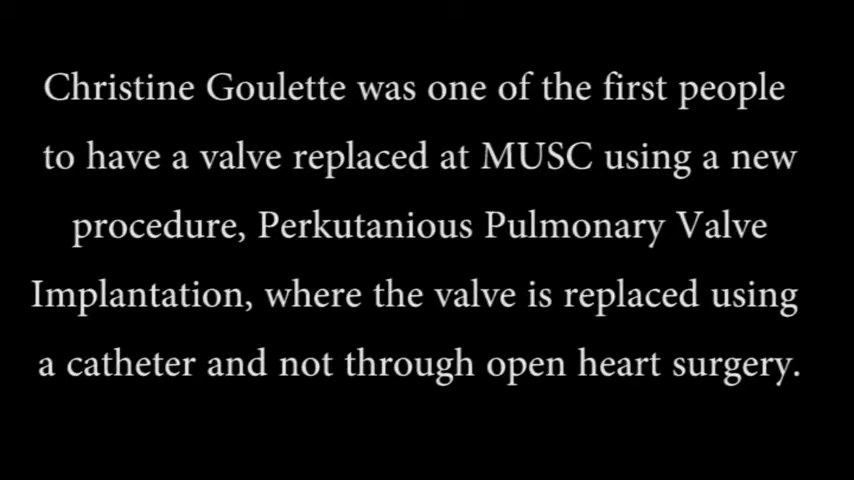 Christine Goulette was one of the first people
to have a valve replaced at MUSC using a new
procedure, Perkutanious Pulmonary Valve
Implantation, where the valve is replaced using
a catheter and not through open heart surgery.